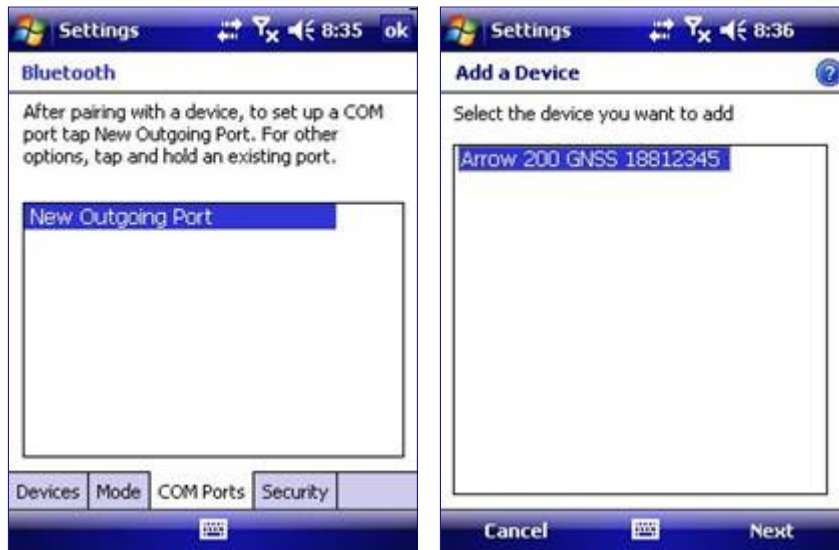 Settings 8:35 ok
Bluetooth
After pairing with a device, to set up a COM
port tap New Outgoing Port. For other
options, tap and hold an existing port.
New Outgoing Port
Devices Mode COM Ports Security
Settings 8:36
Add a Device ?
Select the device you want to add
Arrow 200 GNSS 18812345
Cancel Next